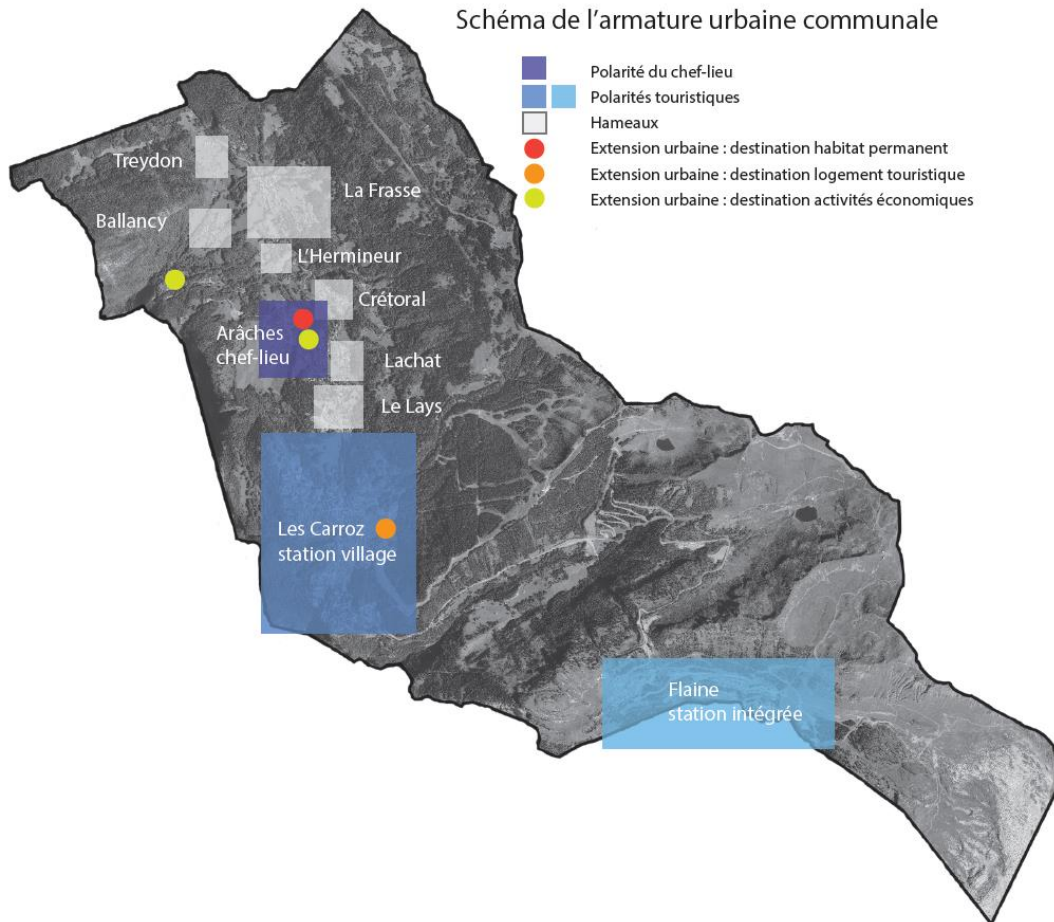 Schéma de l'armature urbaine communale
Polarité du chef-lieu
Polarités touristiques
Hameaux
Extension urbaine : destination habitat permanent
Extension urbaine : destination logement touristique
Extension urbaine : destination activités économiques
Treydon
La Frasse
Ballancy
L'Hermineur
Crétoral
Arâches
chef-lieu
Lachat
Le Lays
Les Carroz
station village
Flaine
station intégrée